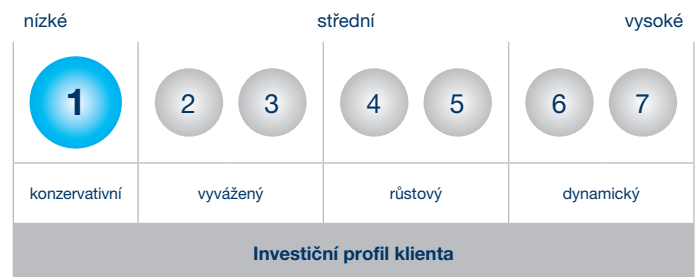 nízké střední vysoké
1 2 3 4 5 6 7
konzervativní vyvážený růstový dynamický
Investiční profil klienta